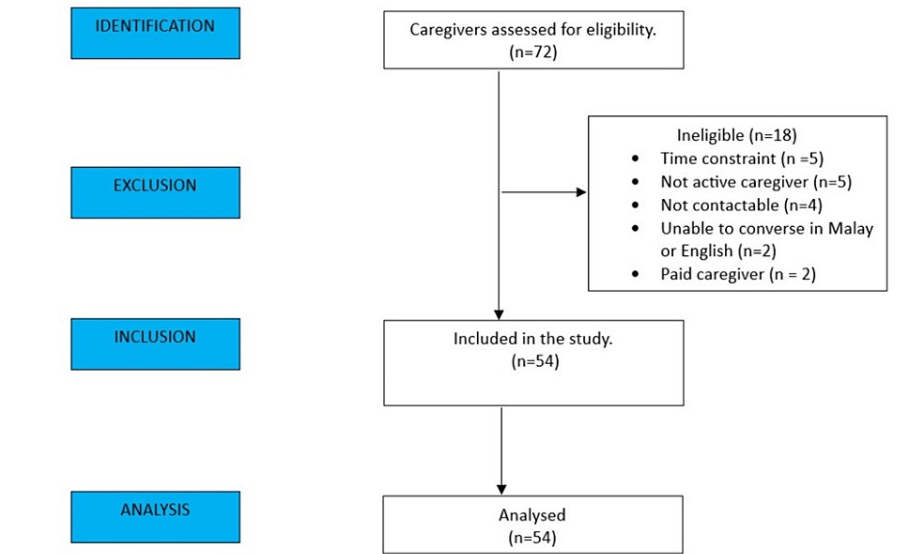 IDENTIFICATION
Caregivers assessed for eligibility.
(n=72)
Ineligible (n=18)
• Time constraint (n =5)
• Not active caregiver (n=5)
• Not contactable (n=4)
• Unable to converse in Malay
or English (n=2)
• Paid caregiver (n = 2)
EXCLUSION
INCLUSION
Included in the study.
(n=54)
ANALYSIS
Analysed
(n=54)